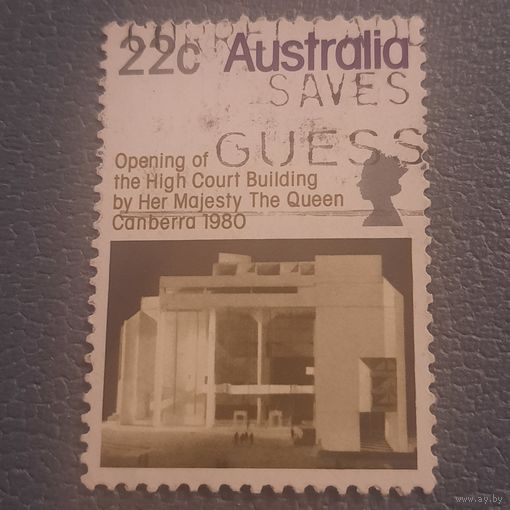 22c Australia
SAVES
GUESS
Opening of
the High Court Building
by Her Majesty The Queen
Canberra 1980
www.ay.by